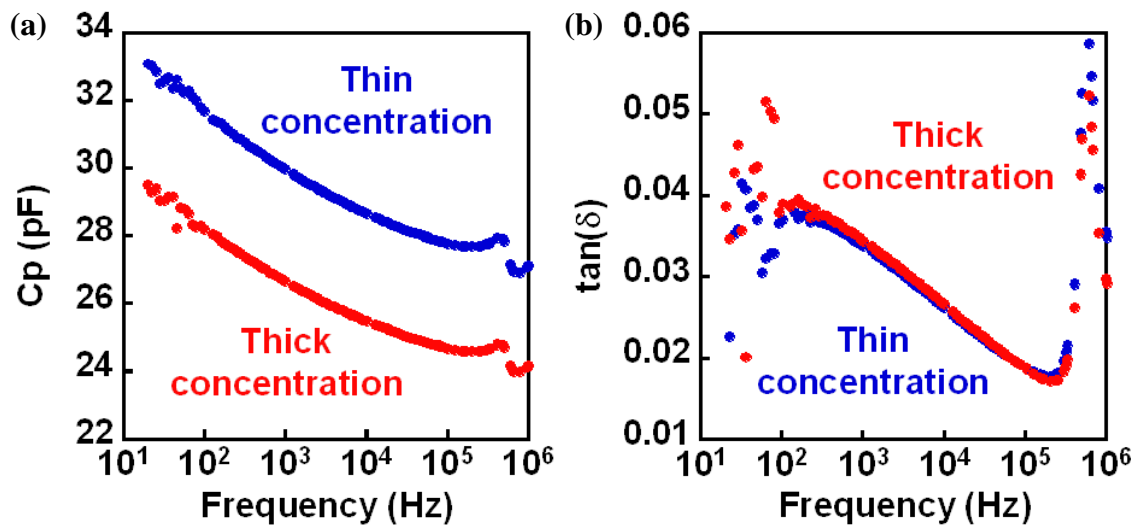 (a)
34
32
30
28
26
24
22
Cp (pF)
Thin
concentration
Thick
concentration
10¹ 10² 10³ 10⁴ 10⁵ 10⁶
Frequency (Hz)
(b)
0.06
0.05
0.04
0.03
0.02
0.01
tan(δ)
Thick
concentration
Thin
concentration
10¹ 10² 10³ 10⁴ 10⁵ 10⁶
Frequency (Hz)